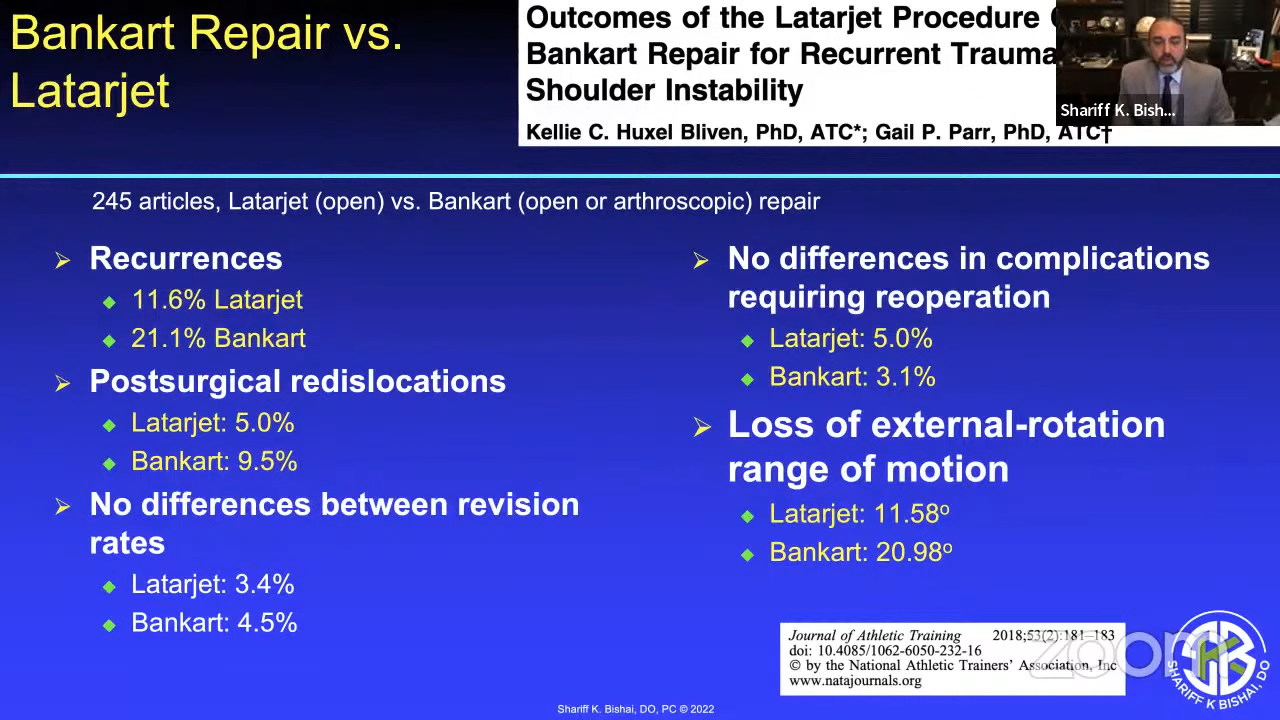 Bankart Repair vs.
Latarjet
Outcomes of the Latarjet Procedure
Bankart Repair for Recurrent Trauma
Shoulder Instability
Kellie C. Huxel Bliven, PhD, ATC*; Gail P. Parr, PhD, ATC†
Shariff K. Bish...
245 articles, Latarjet (open) vs. Bankart (open or arthroscopic) repair
Recurrences
11.6% Latarjet
21.1% Bankart
Postsurgical redislocations
Latarjet: 5.0%
Bankart: 9.5%
No differences between revision
rates
Latarjet: 3.4%
Bankart: 4.5%
No differences in complications
requiring reoperation
Latarjet: 5.0%
Bankart: 3.1%
Loss of external-rotation
range of motion
Latarjet: 11.58º
Bankart: 20.98º
Journal of Athletic Training 2018;53(2):181–183
doi: 10.4085/1062-6050-232-16
© by the National Athletic Trainers' Association, Inc
www.natajournals.org
zoom
SHARIFF K BISHAI, DO
Shariff K. Bishai, DO, PC © 2022